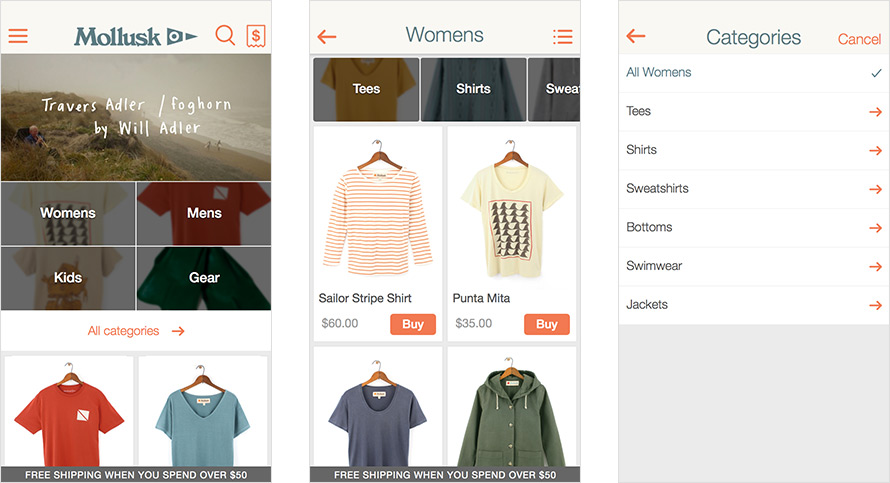 Mollusk
$
Travers Adler / foghorn
by Will Adler
Womens
Mens
Kids
Gear
All categories
FREE SHIPPING WHEN YOU SPEND OVER $50
Womens
Tees
Shirts
Swea
Sailor Stripe Shirt
$60.00
Buy
Punta Mita
$35.00
Buy
FREE SHIPPING WHEN YOU SPEND OVER $50
Categories
Cancel
All Womens
Tees
Shirts
Sweatshirts
Bottoms
Swimwear
Jackets